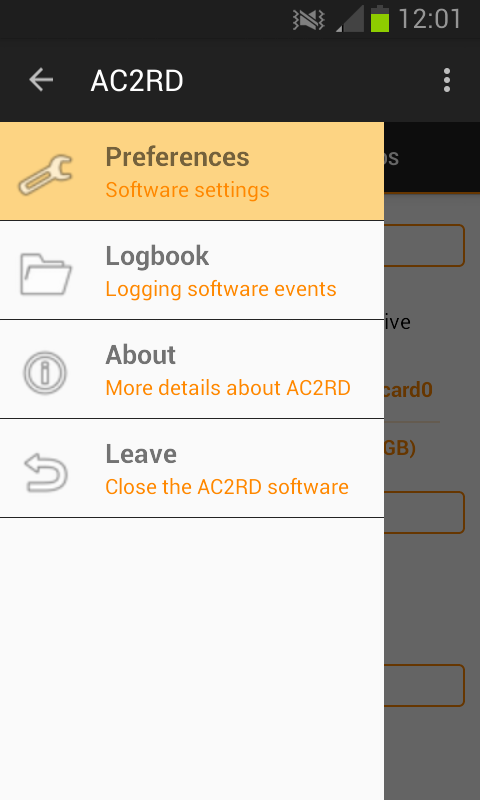 12:01
AC2RD
Preferences
Software settings
Logbook
Logging software events
ive
About
card0
More details about AC2RD
GB)
Leave
Close the AC2RD software